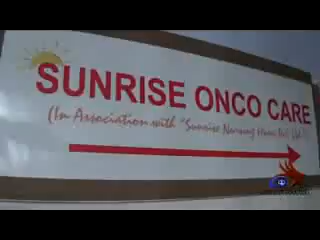 SUNRISE ONCO CARE
(In Association with "Sunrise Nursing Home Pvt. Ltd.")